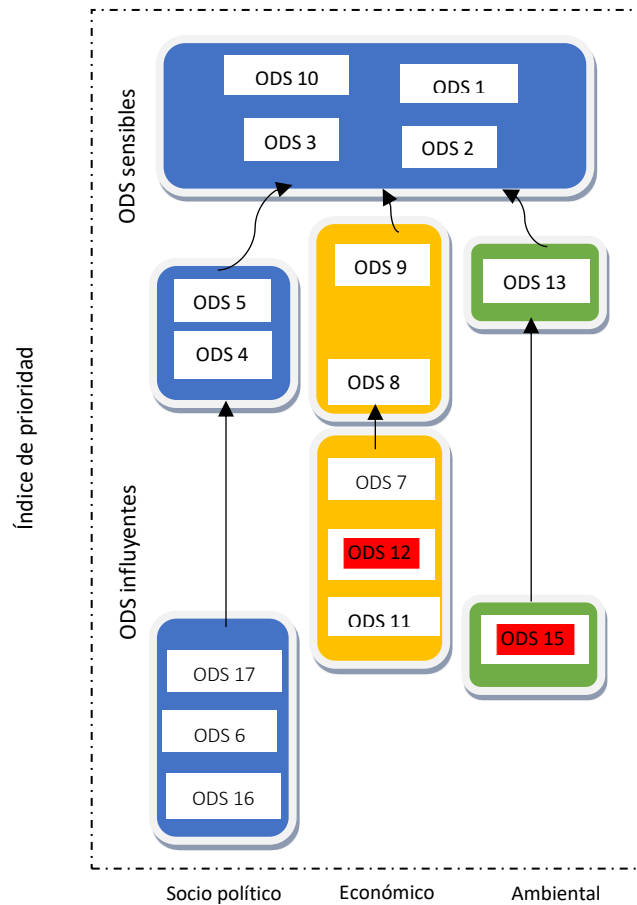 ODS 10
ODS 1
ODS 3
ODS 2
ODS sensibles
ODS 9
ODS 13
ODS 5
ODS 4
ODS 8
Índice de prioridad
ODS influyentes
ODS 7
ODS 12
ODS 11
ODS 15
ODS 17
ODS 6
ODS 16
Socio político
Económico
Ambiental